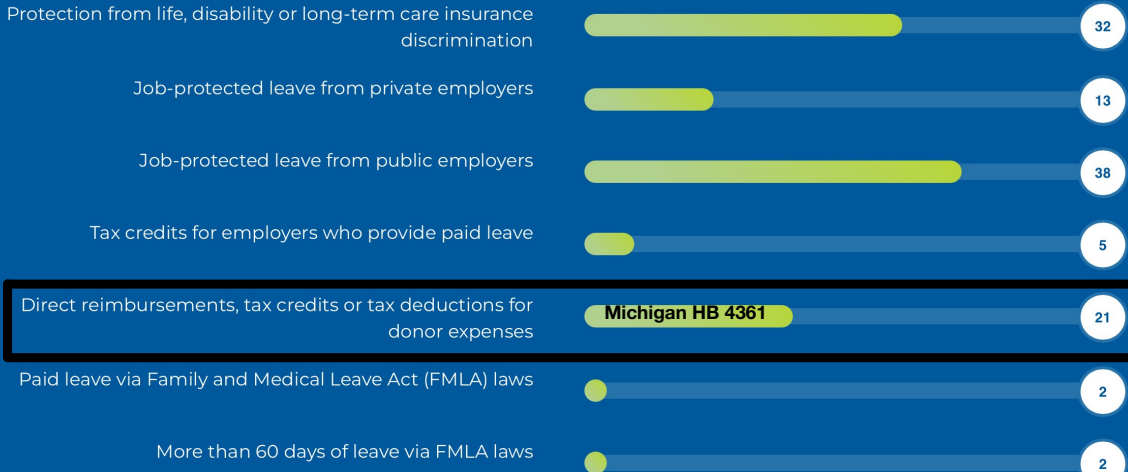 Protection from life, disability or long-term care insurance
discrimination
32
Job-protected leave from private employers
13
Job-protected leave from public employers
38
Tax credits for employers who provide paid leave
5
Direct reimbursements, tax credits or tax deductions for
donor expenses
Michigan HB 4361
21
Paid leave via Family and Medical Leave Act (FMLA) laws
2
More than 60 days of leave via FMLA laws
2